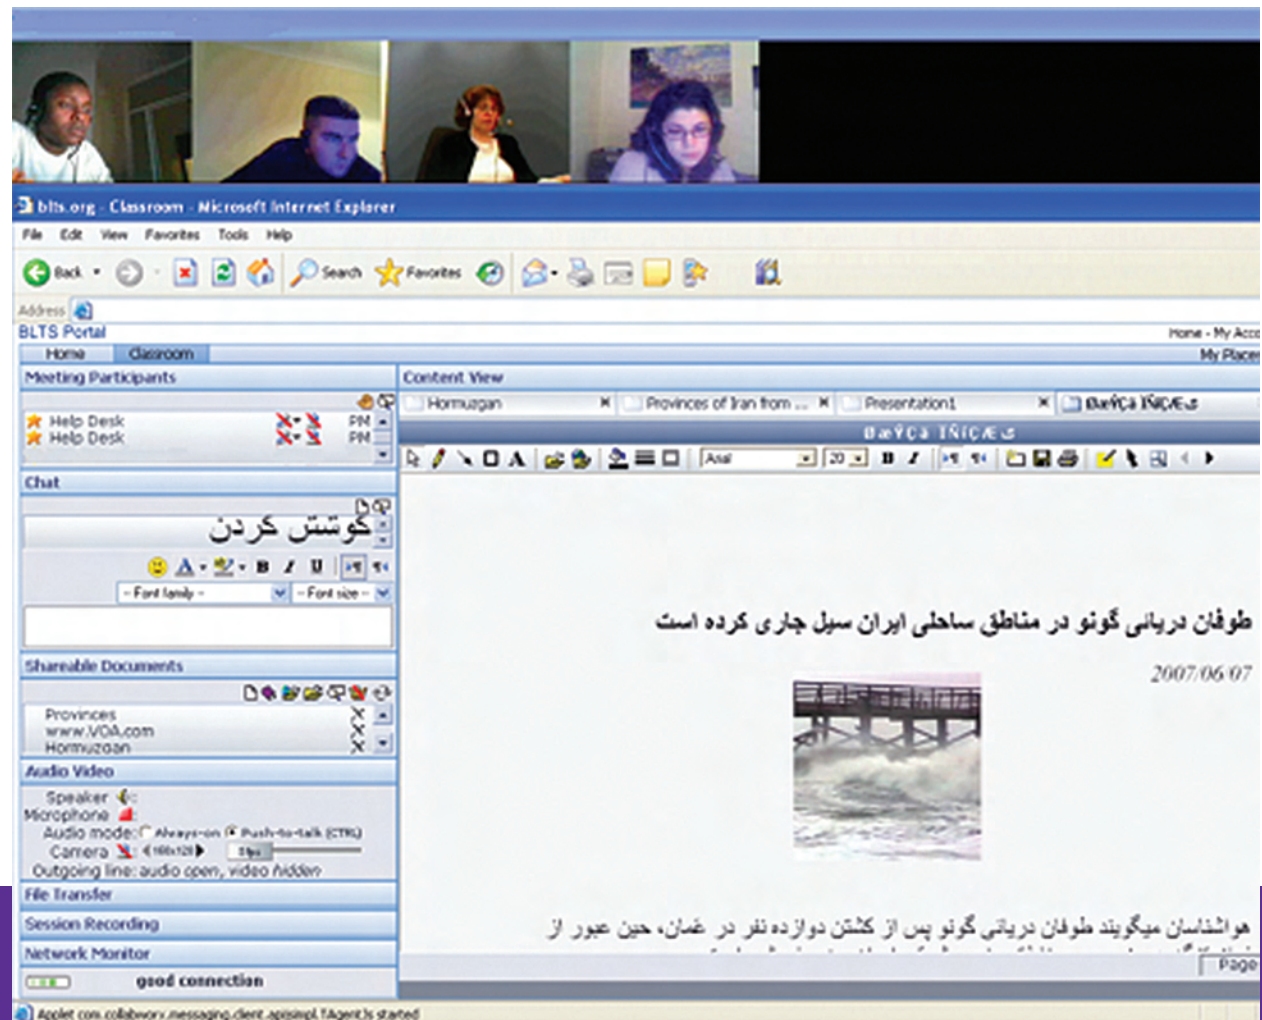 blts.org - Classroom - Microsoft Internet Explorer
File Edit View Favorites Tools Help
Back Search Favorites
Address
BLTS Portal
Home - My Acco
Home Classroom
My Places
Meeting Participants
Help Desk PM
Help Desk PM
Chat
گوشش کردن
B I U
- Font family - - Font size -
Shareable Documents
Provinces
www.VOA.com
Hormuzgan
Audio Video
Speaker
Microphone
Audio mode: Always-on Push-to-talk (CTRL)
Camera 160x120
Outgoing line: audio open, video hidden
File Transfer
Session Recording
Network Monitor
good connection
Content View
Hormuzgan Provinces of Iran from ... Presentation1
A Arial 20 B I
طوفان دریائی گونو در مناطق ساحلی ایران سیل جاری کرده است
2007/06/07
هواشناسان میگویند طوفان دریائی گونو پس از کشتن دوازده نفر در عُمان، حین عبور از
Page
started